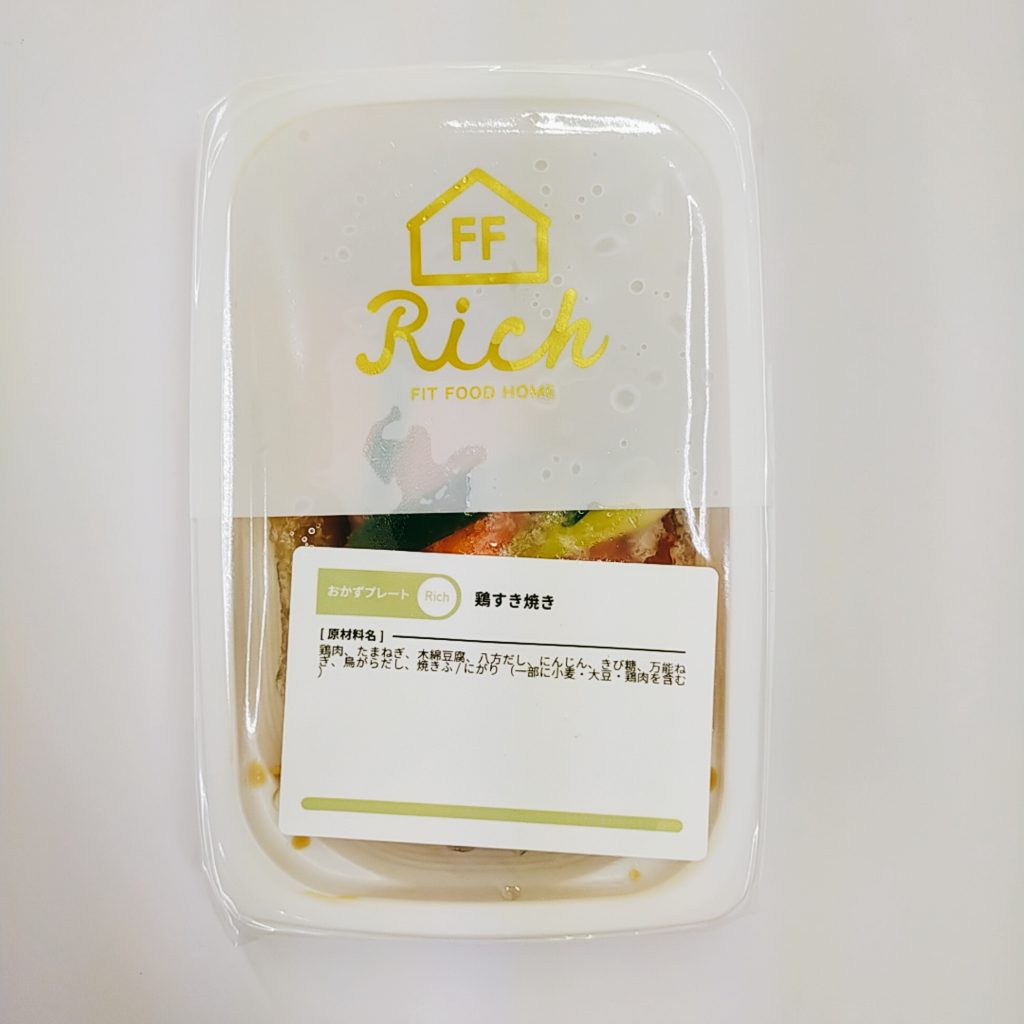 FF
Rich
FIT FOOD HOME
おかずプレート Rich 鶏すき焼き
[ 原材料名 ]
鶏肉、たまねぎ、木綿豆腐、八方だし、にんじん、きび糖、万能ね
ぎ、鳥がらだし、焼きふ / にがり （一部に小麦・大豆・鶏肉を含む
）